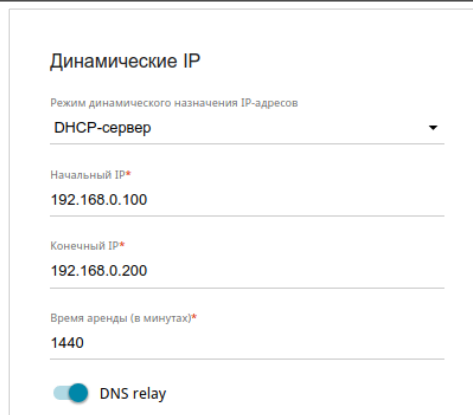 Динамические IP
Режим динамического назначения IP-адресов
DHCP-сервер
Начальный IP*
192.168.0.100
Конечный IP*
192.168.0.200
Время аренды (в минутах)*
1440
DNS relay